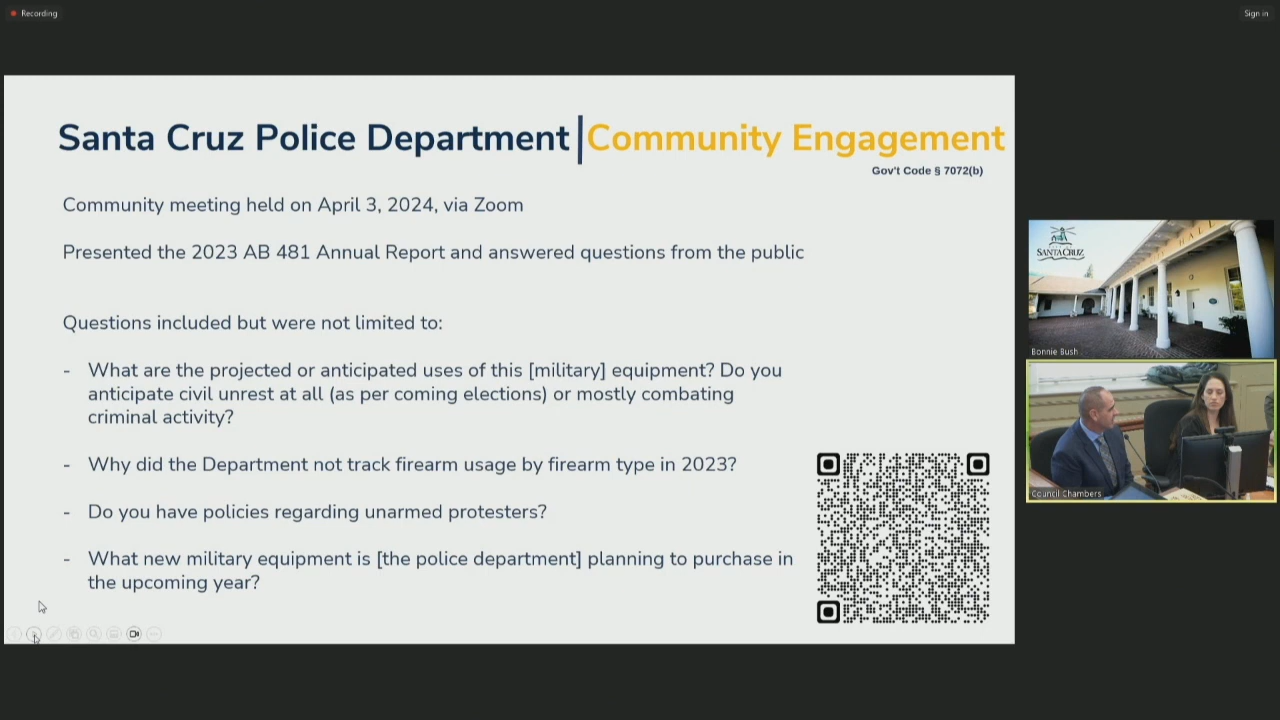 Recording
Sign in
Santa Cruz Police Department | Community Engagement
Gov't Code § 7072(b)
Community meeting held on April 3, 2024, via Zoom
Presented the 2023 AB 481 Annual Report and answered questions from the public
Questions included but were not limited to:
- What are the projected or anticipated uses of this [military] equipment? Do you
anticipate civil unrest at all (as per coming elections) or mostly combating
criminal activity?
- Why did the Department not track firearm usage by firearm type in 2023?
- Do you have policies regarding unarmed protesters?
- What new military equipment is [the police department] planning to purchase in
the upcoming year?
SANTA CRUZ
HALL
Bonnie Bush
Council Chambers